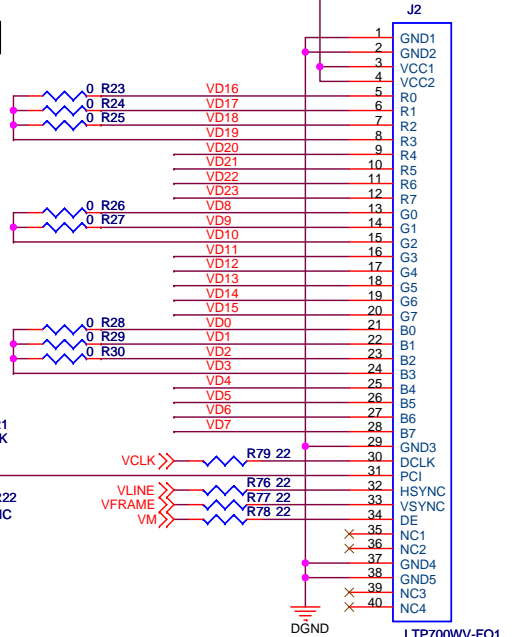 J2
1 GND1
2 GND2
3 VCC1
4 VCC2
0 R23 VD16 5 R0
0 R24 VD17 6 R1
0 R25 VD18 7 R2
VD19 8 R3
VD20 9 R4
VD21 10 R5
VD22 11 R6
VD23 12 R7
0 R26 VD8 13 G0
0 R27 VD9 14 G1
VD10 15 G2
VD11 16 G3
VD12 17 G4
VD13 18 G5
VD14 19 G6
VD15 20 G7
0 R28 VD0 21 B0
0 R29 VD1 22 B1
0 R30 VD2 23 B2
VD3 24 B3
VD4 25 B4
VD5 26 B5
VD6 27 B6
VD7 28 B7
29 GND3
VCLK R79 22 30 DCLK
31 PCI
VLINE R76 22 32 HSYNC
VFRAME R77 22 33 VSYNC
VM R78 22 34 DE
35 NC1
36 NC2
37 GND4
38 GND5
39 NC3
40 NC4
DGND